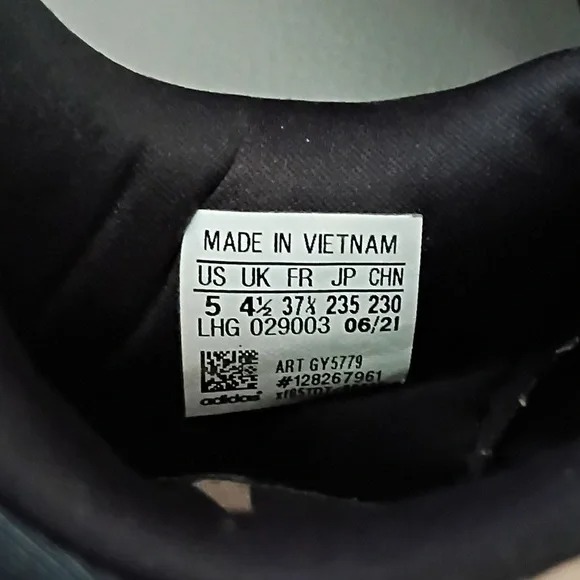 MADE IN VIETNAM
US UK FR JP CHN
5 4½ 37⅓ 235 230
LHG 029003 06/21
ART GY5779
#128267961
adidas